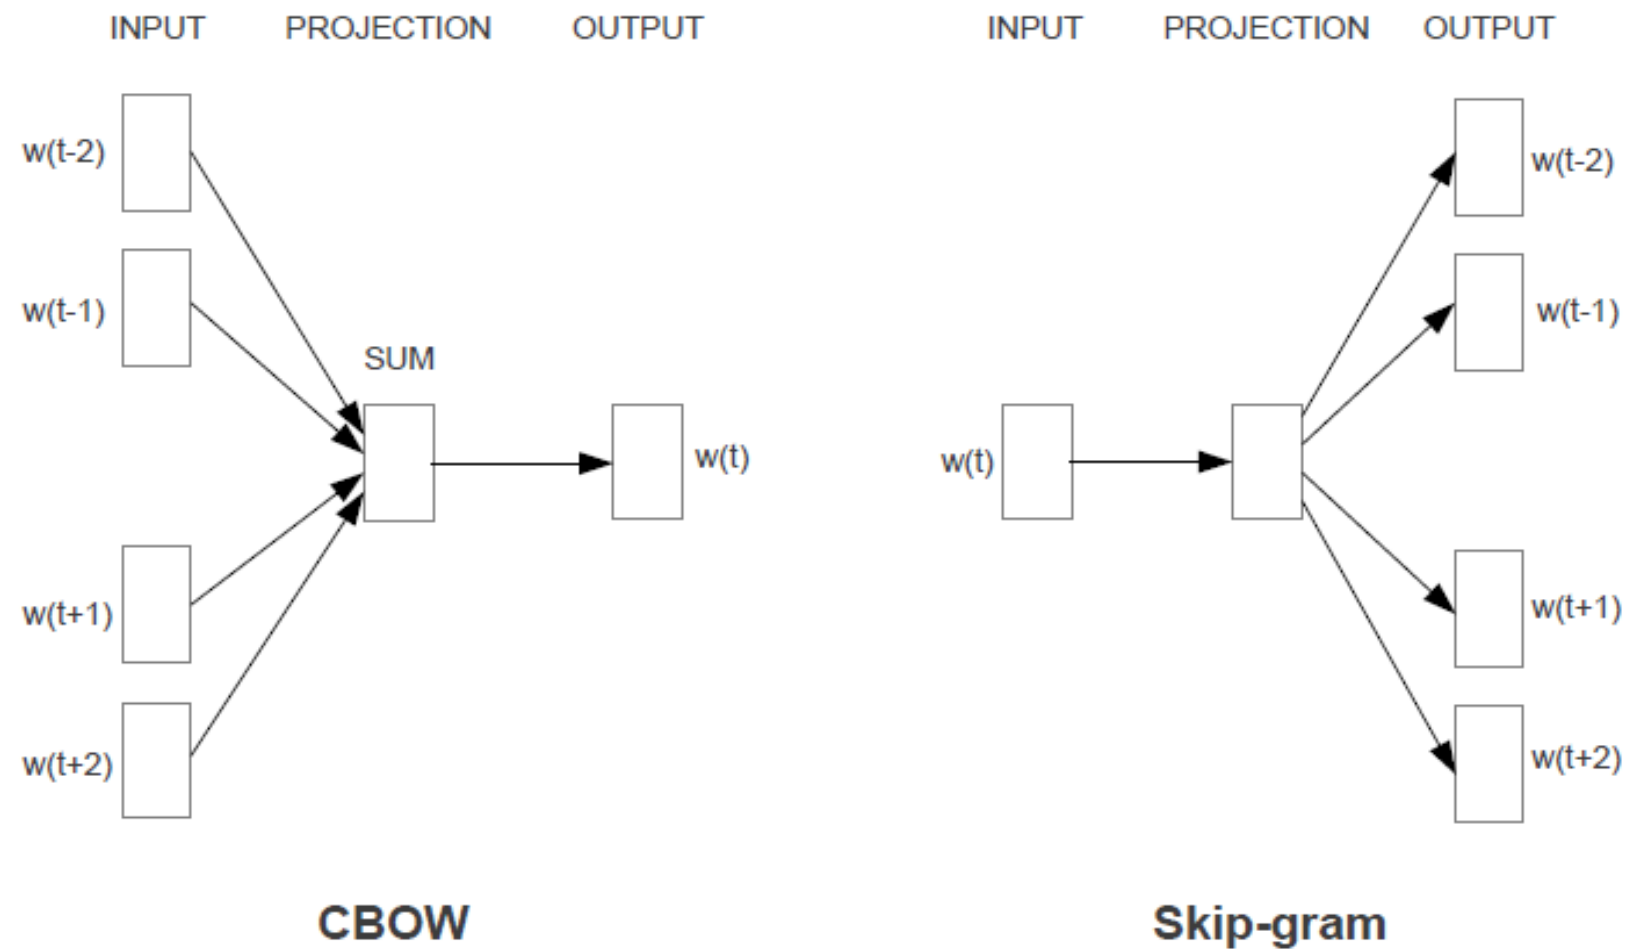 INPUT PROJECTION OUTPUT
w(t-2)
w(t-1)
SUM
w(t)
w(t+1)
w(t+2)
CBOW
INPUT PROJECTION OUTPUT
w(t-2)
w(t-1)
w(t)
w(t+1)
w(t+2)
Skip-gram